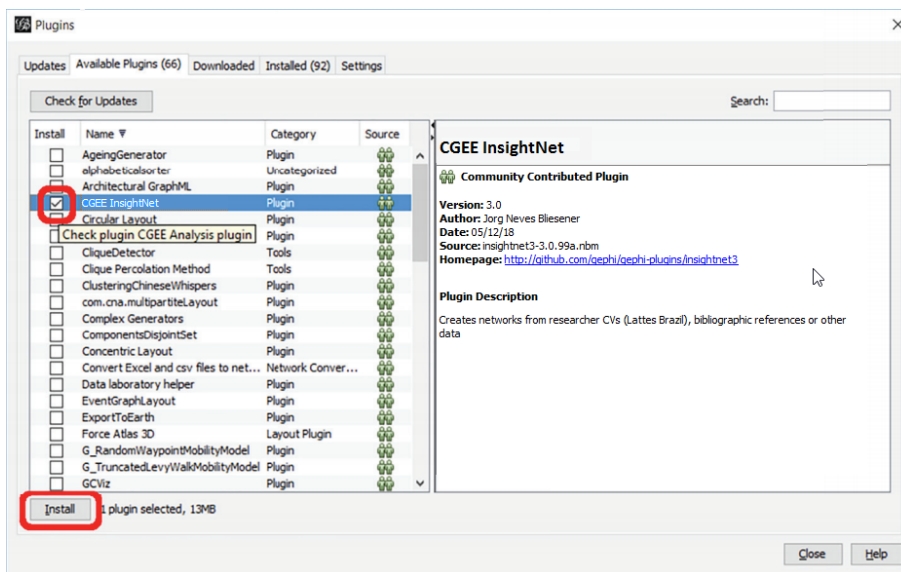 Plugins
Updates Available Plugins (66) Downloaded Installed (92) Settings
Check for Updates
Search:
Install Name Category Source
AgeingGenerator Plugin
alphabeticalsorter Uncategorized
Architectural GraphML Plugin
CGEE InsightNet Plugin
Circular Layout Plugin
Check plugin CGEE Analysis plugin Plugin
CliqueDetector Tools
Clique Percolation Method Tools
ClusteringChineseWhispers Plugin
com.cna.multipartiteLayout Plugin
Complex Generators Plugin
ComponentsDisjointSet Plugin
Concentric Layout Plugin
Convert Excel and csv files to net... Network Conver...
Data laboratory helper Plugin
EventGraphLayout Plugin
ExportToEarth Plugin
Force Atlas 3D Layout Plugin
G_RandomWaypointMobilityModel Plugin
G_TruncatedLevyWalkMobilityModel Plugin
GCViz Plugin
Install 1 plugin selected, 13MB
CGEE InsightNet
Community Contributed Plugin
Version: 3.0
Author: Jorg Neves Bliesener
Date: 05/12/18
Source: insightnet3-3.0.99a.nbm
Homepage: http://github.com/gephi/gephi-plugins/insightnet3
Plugin Description
Creates networks from researcher CVs (Lattes Brazil), bibliographic references or other
data
Close Help